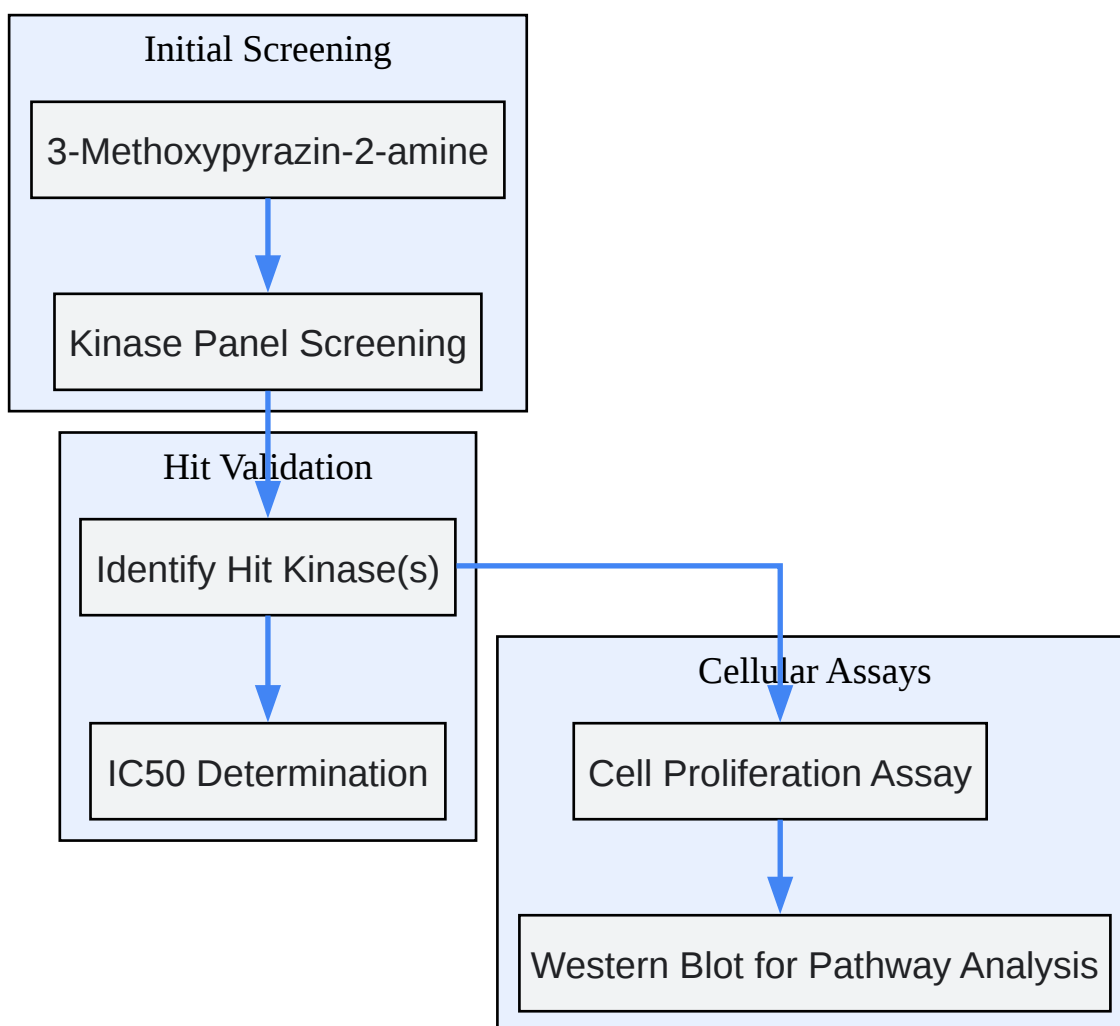 Initial Screening
3-Methoxypyrazin-2-amine
Kinase Panel Screening
Hit Validation
Identify Hit Kinase(s)
IC50 Determination
Cellular Assays
Cell Proliferation Assay
Western Blot for Pathway Analysis